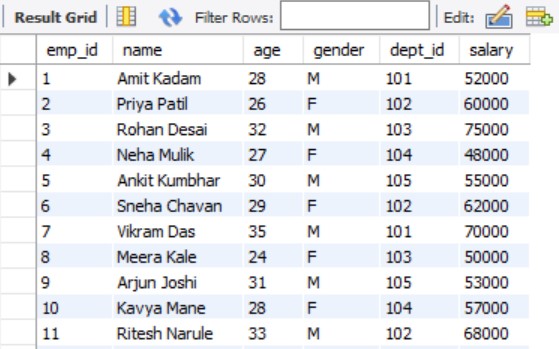 Result Grid Filter Rows: Edit:
emp_id name age gender dept_id salary
1 Amit Kadam 28 M 101 52000
2 Priya Patil 26 F 102 60000
3 Rohan Desai 32 M 103 75000
4 Neha Mulik 27 F 104 48000
5 Ankit Kumbhar 30 M 105 55000
6 Sneha Chavan 29 F 102 62000
7 Vikram Das 35 M 101 70000
8 Meera Kale 24 F 103 50000
9 Arjun Joshi 31 M 105 53000
10 Kavya Mane 28 F 104 57000
11 Ritesh Narule 33 M 102 68000